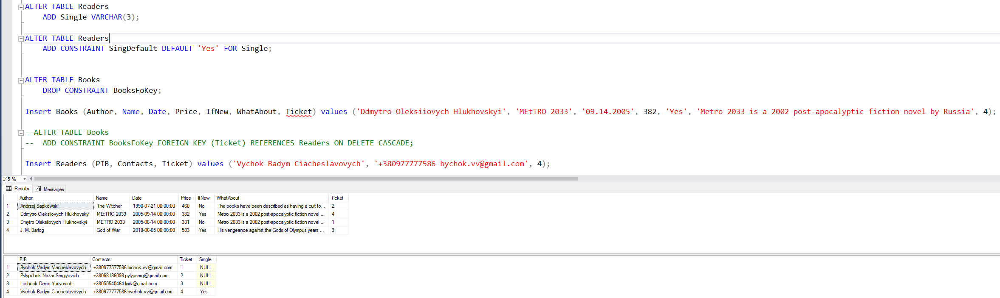 ALTER TABLE Readers
ADD Single VARCHAR(3);
ALTER TABLE Readers
ADD CONSTRAINT SingDefault DEFAULT 'Yes' FOR Single;
ALTER TABLE Books
DROP CONSTRAINT BooksFoKey;
Insert Books (Author, Name, Date, Price, IfNew, WhatAbout, Ticket) values ('Ddmytro Oleksiiovych Hlukhovskyi', 'MEtTRO 2033', '09.14.2005', 382, 'Yes', 'Metro 2033 is a 2002 post-apocalyptic fiction novel by Russia', 4);
--ALTER TABLE Books
-- ADD CONSTRAINT BooksFoKey FOREIGN KEY (Ticket) REFERENCES Readers ON DELETE CASCADE;
Insert Readers (PIB, Contacts, Ticket) values ('Vychok Badym Ciacheslavovych', '+380977777586 bychok.vv@gmail.com', 4);
145 %
Results Messages
Author Name Date Price IfNew WhatAbout Ticket
1 Andrzej Sapkowski The Witcher 1990-07-21 00:00:00 460 No The books have been described as having a cult fo... 2
2 Ddmytro Oleksiiovych Hlukhovskyi MEtTRO 2033 2005-09-14 00:00:00 382 Yes Metro 2033 is a 2002 post-apocalyptic fiction novel ... 4
3 Dmytro Oleksiiovych Hlukhovskyi METRO 2033 2005-08-14 00:00:00 381 No Metro 2033 is a 2002 post-apocalyptic fiction novel ... 1
4 J. M. Barlog God of War 2018-06-05 00:00:00 583 Yes His vengeance against the Gods of Olympus years ... 3
PIB Contacts Ticket Single
1 Bychok Vadym Viacheslavovych +380977577586 bichok.vv@gmail.com 1 NULL
2 Pylypchuk Nazar Sergiyovich +38068186098 pylypserg@gmail.com 2 NULL
3 Lushuck Denis Yuriyovich +38055540464 lisik@gmail.com 3 NULL
4 Vychok Badym Ciacheslavovych +380977777586 bychok.vv@gmail.com 4 Yes